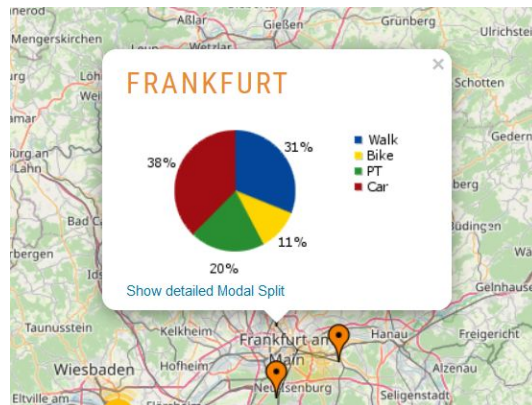 Aßlar
Gießen
Grünberg
Mengerskirchen
Wetzlar
Ulrichstei
FRANKFURT
×
Schotten
Gedern
31%
38%
11%
20%
Walk
Bike
PT
Car
Show detailed Modal Split
Büdingen
Gelnhause
Taunusstein
Kelkheim
Frankfurt am
Main
Hanau
Freigericht
Wiesbaden
Hofheim
Alzenau
Neu-Isenburg
Seligenstadt
Eltville am